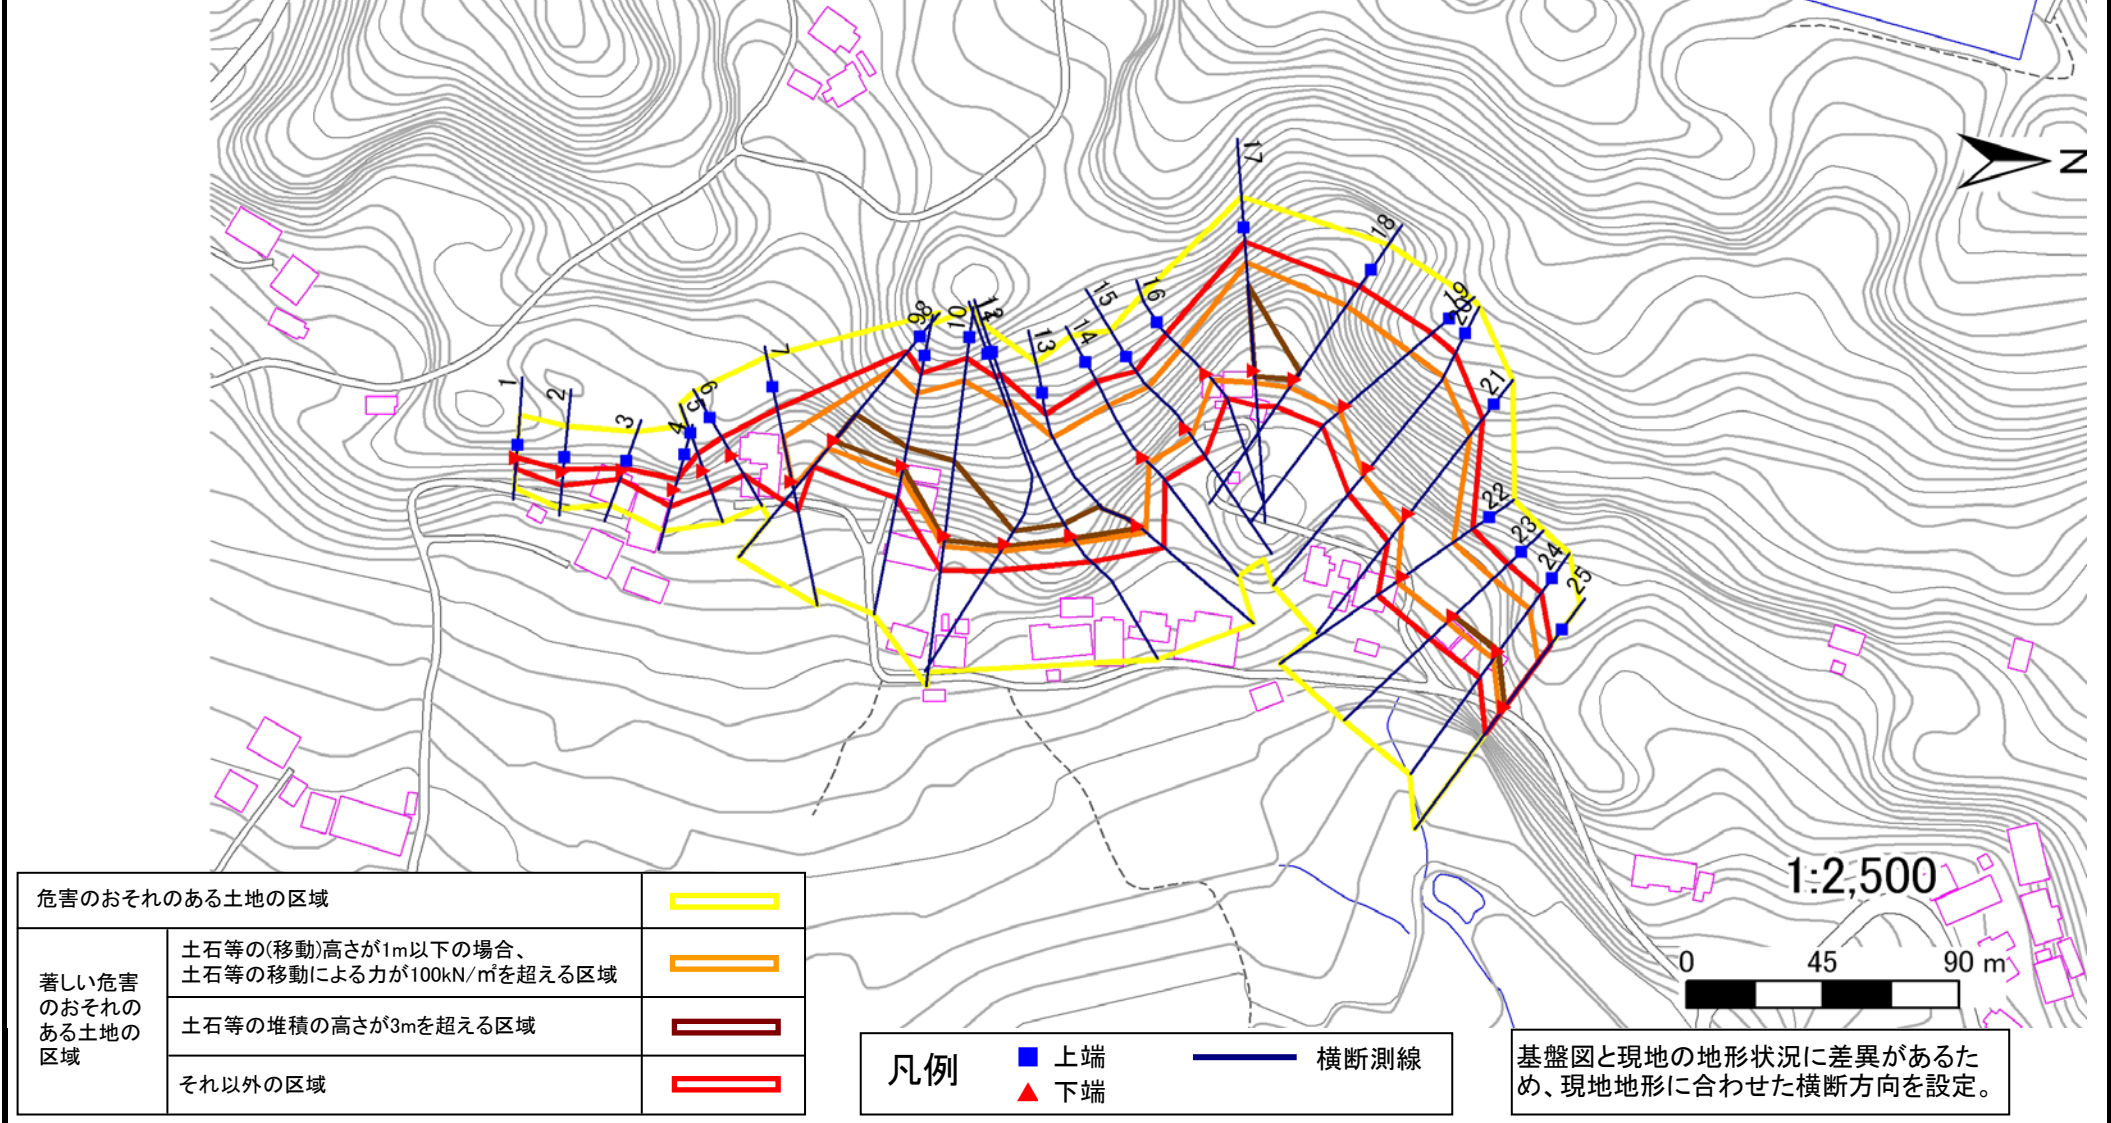 17
18
19
20
16
15
14
13
12
11
10
9
8
7
6
5
4
3
2
1
21
22
23
24
25
N
1:2,500
0 45 90 m
危害のおそれのある土地の区域
著しい危害
のおそれの
ある土地の
区域
土石等の(移動)高さが1m以下の場合、
土石等の移動による力が100kN/㎡を超える区域
土石等の堆積の高さが3mを超える区域
それ以外の区域
凡例
上端
下端
横断測線
基盤図と現地の地形状況に差異があるた
め、現地地形に合わせた横断方向を設定。